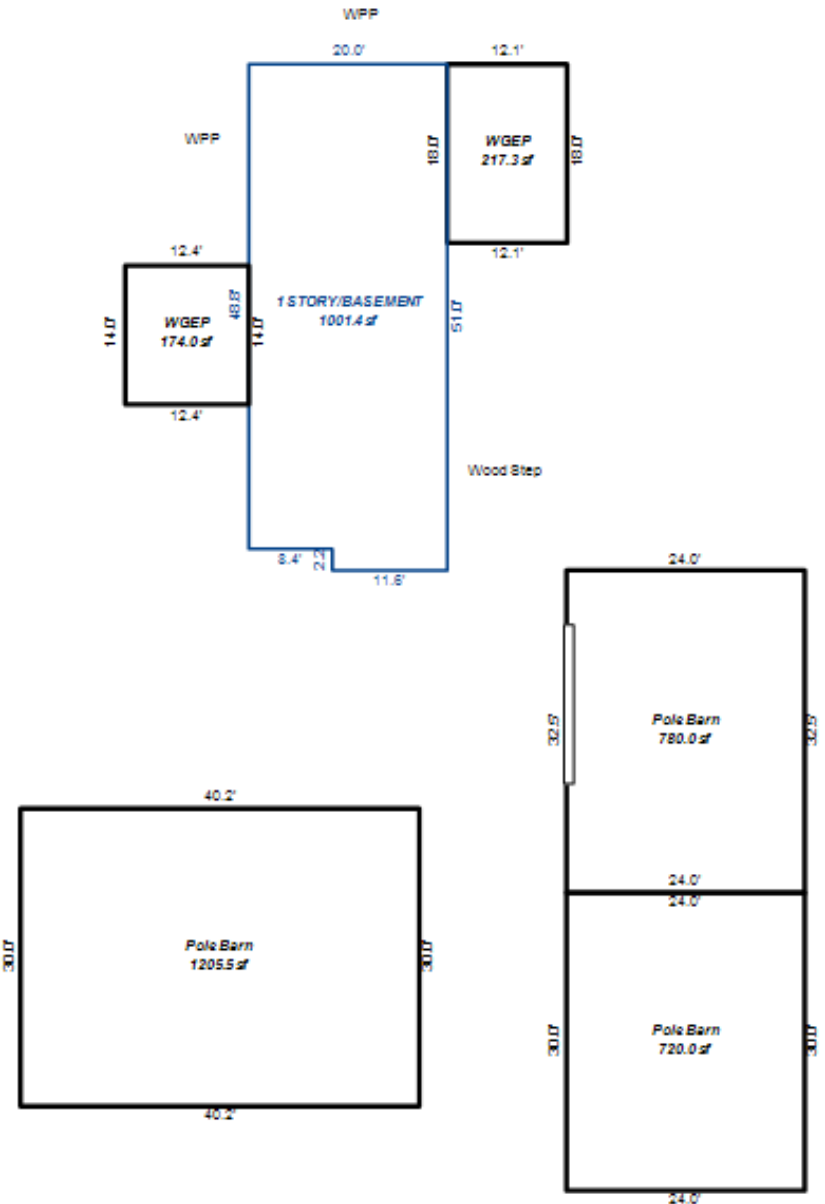 WPP
20.0'
12.1'
WPP
18.0'
WGEP
217.3 sf
18.0'
12.4'
12.1'
48.8'
1 STORY/BASEMENT
1001.4 sf
51.0'
14.0'
WGEP
174.0 sf
14.0'
12.4'
Wood Step
8.4'
2.2'
11.6'
24.0'
32.5'
Pole Barn
780.0 sf
32.5'
40.2'
24.0'
24.0'
30.0'
Pole Barn
1205.5 sf
30.0'
30.0'
Pole Barn
720.0 sf
30.0'
40.2'
24.0'